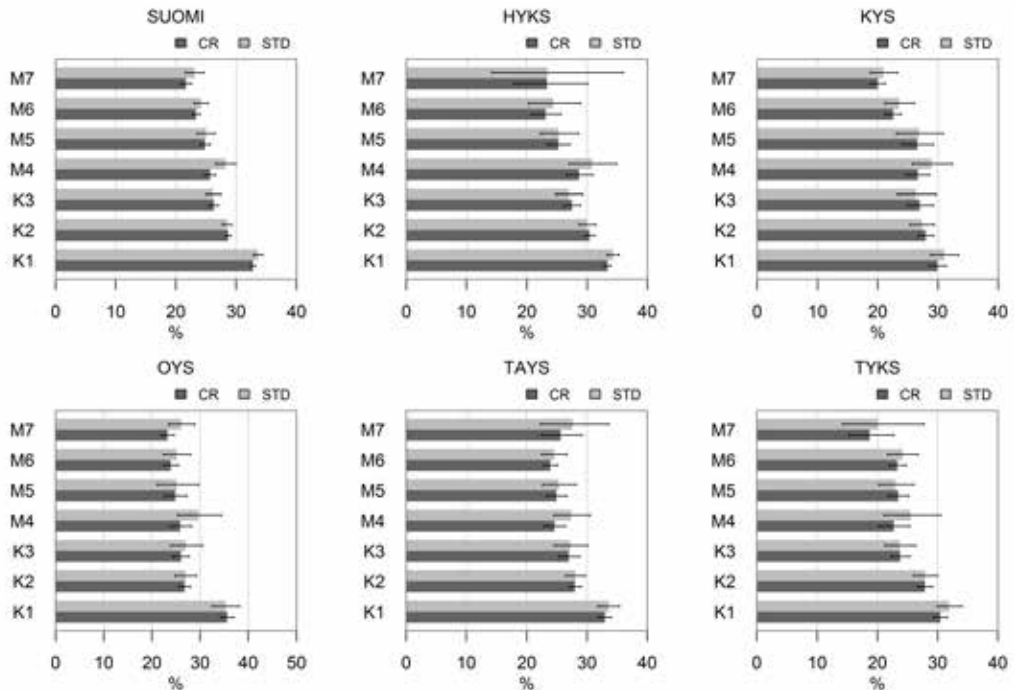 SUOMI
CR STD
M7
M6
M5
M4
K3
K2
K1
0 10 20 30 40
%
HYKS
CR STD
M7
M6
M5
M4
K3
K2
K1
0 10 20 30 40
%
KYS
CR STD
M7
M6
M5
M4
K3
K2
K1
0 10 20 30 40
%
OYS
CR STD
M7
M6
M5
M4
K3
K2
K1
0 10 20 30 40 50
%
TAYS
CR STD
M7
M6
M5
M4
K3
K2
K1
0 10 20 30 40
%
TYKS
CR STD
M7
M6
M5
M4
K3
K2
K1
0 10 20 30 40
%